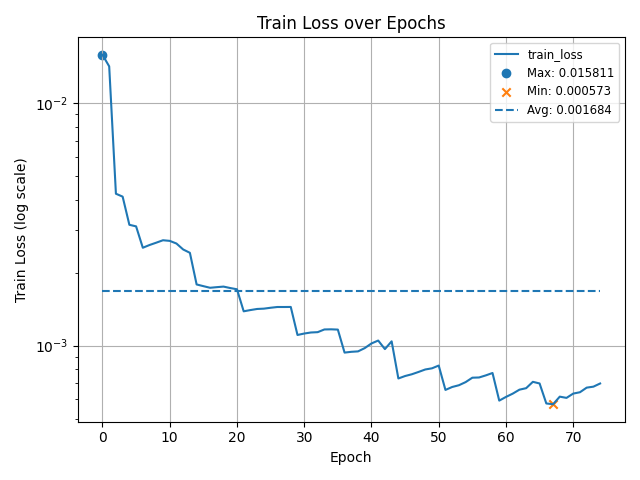 Train Loss over Epochs
train_loss
Max: 0.015811
Min: 0.000573
Avg: 0.001684
Train Loss (log scale)
10⁻²
10⁻³
0 10 20 30 40 50 60 70
Epoch